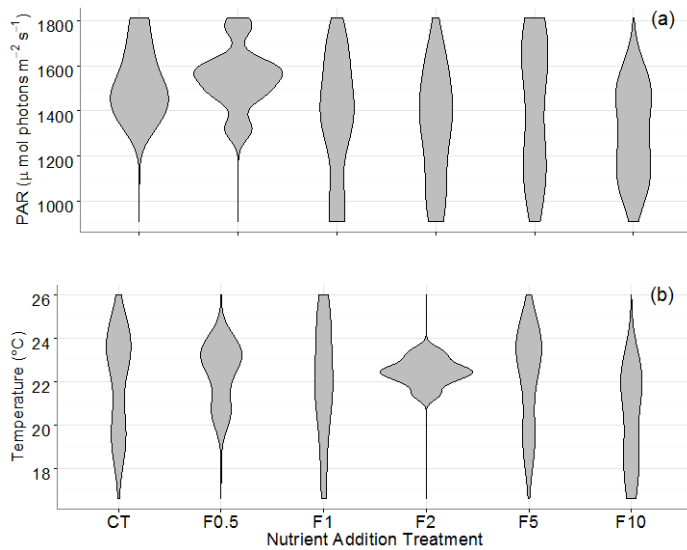 (a)
PAR (μ mol photons m⁻² s⁻¹)
1800
1600
1400
1200
1000
(b)
Temperature (°C)
26
24
22
20
18
CT F0.5 F1 F2 F5 F10
Nutrient Addition Treatment